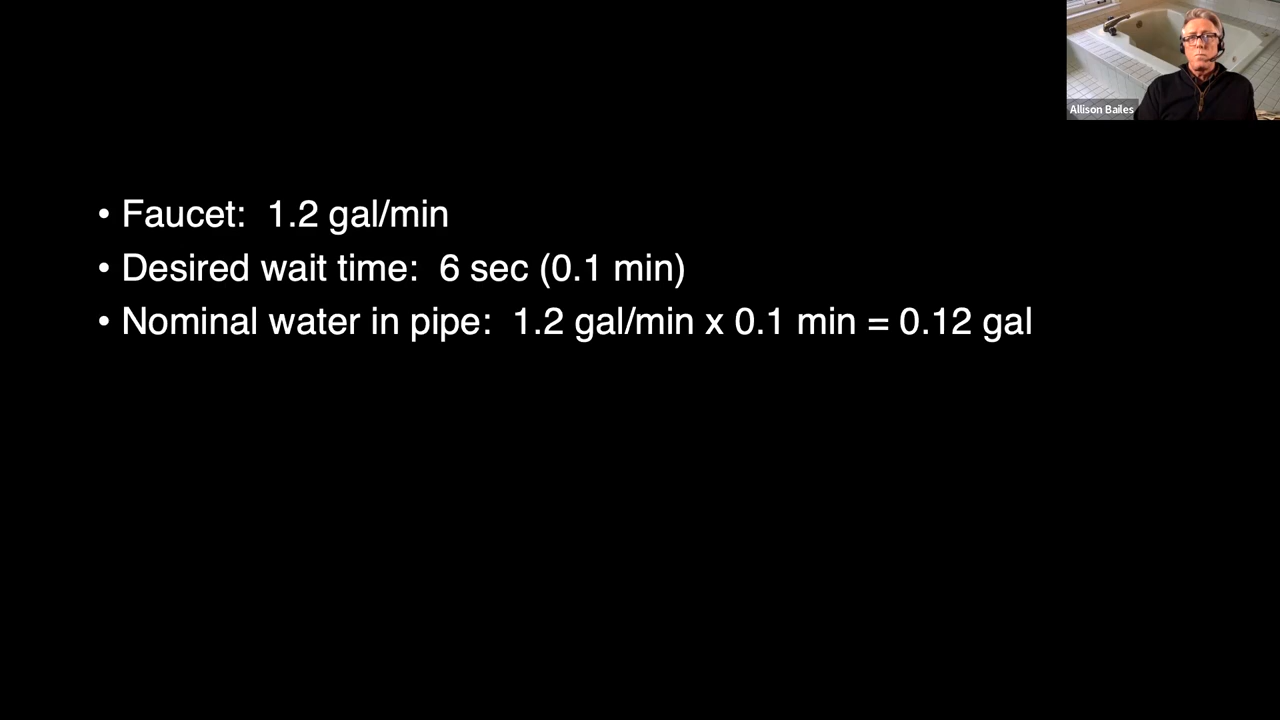 Allison Bailes
• Faucet:  1.2 gal/min
• Desired wait time:  6 sec (0.1 min)
• Nominal water in pipe:  1.2 gal/min x 0.1 min = 0.12 gal